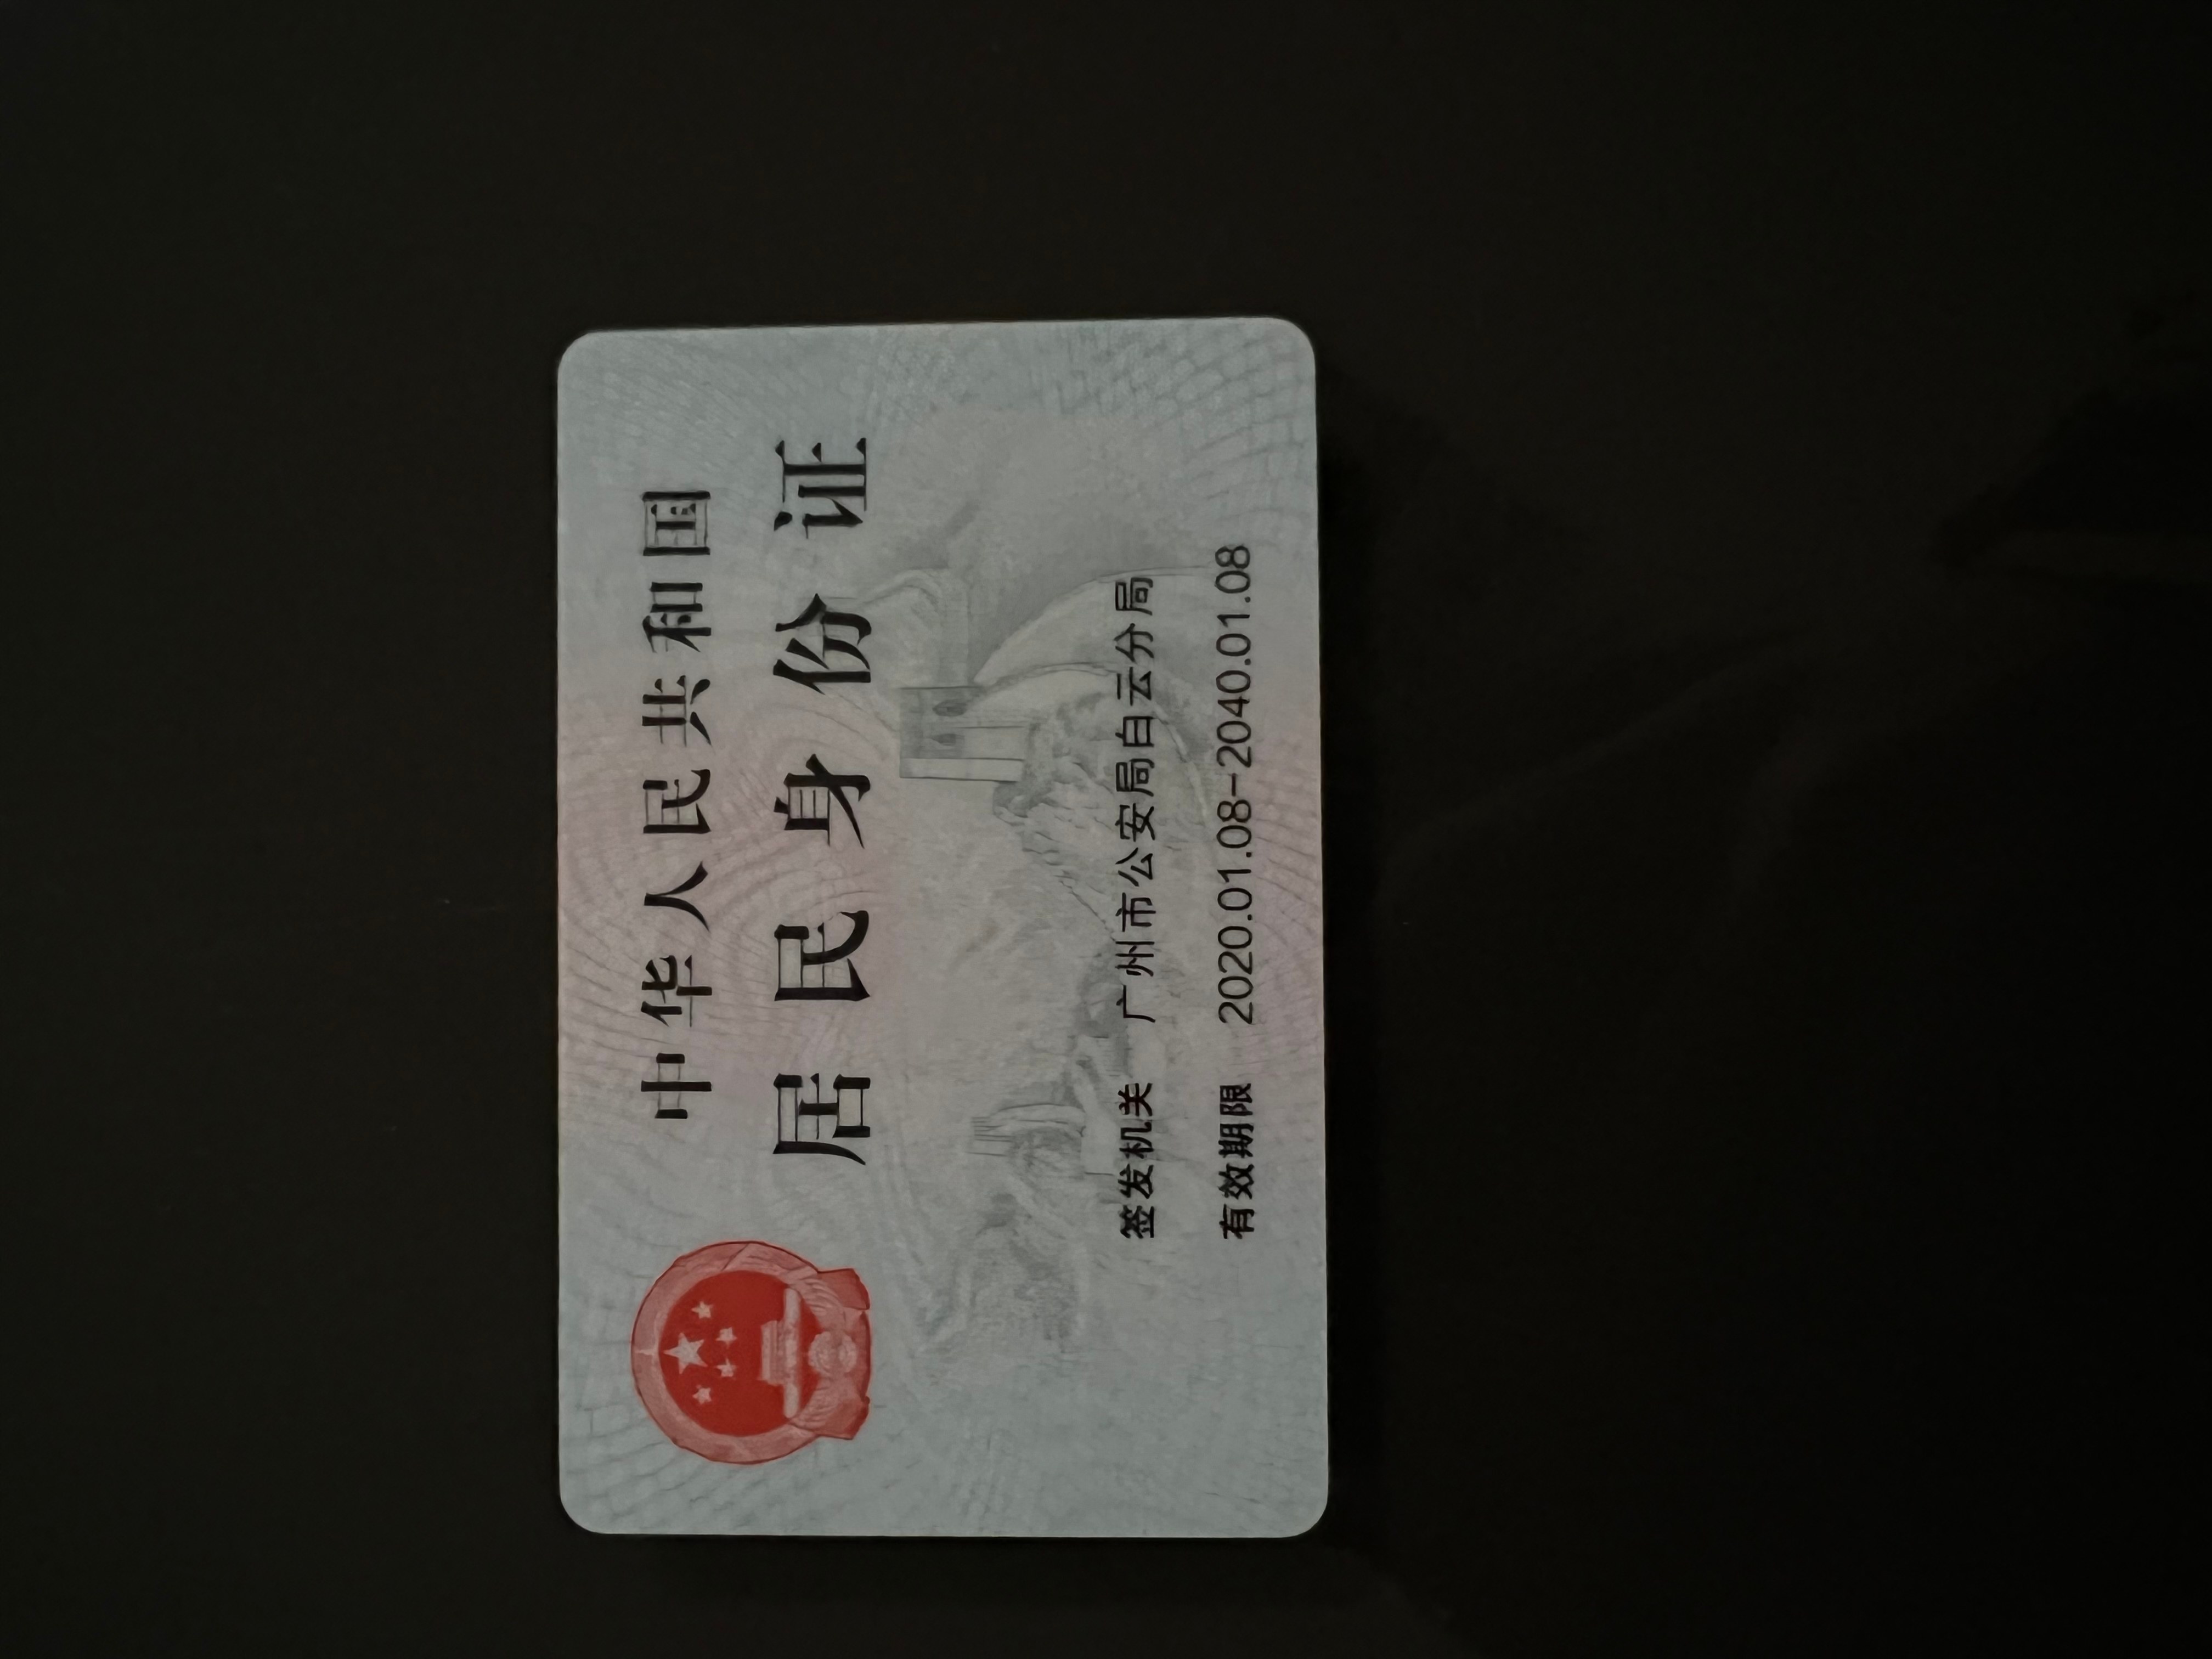 中华人民共和国
居民身份证
签发机关 广州市公安局白云分局
有效期限 2020.01.08-2040.01.08